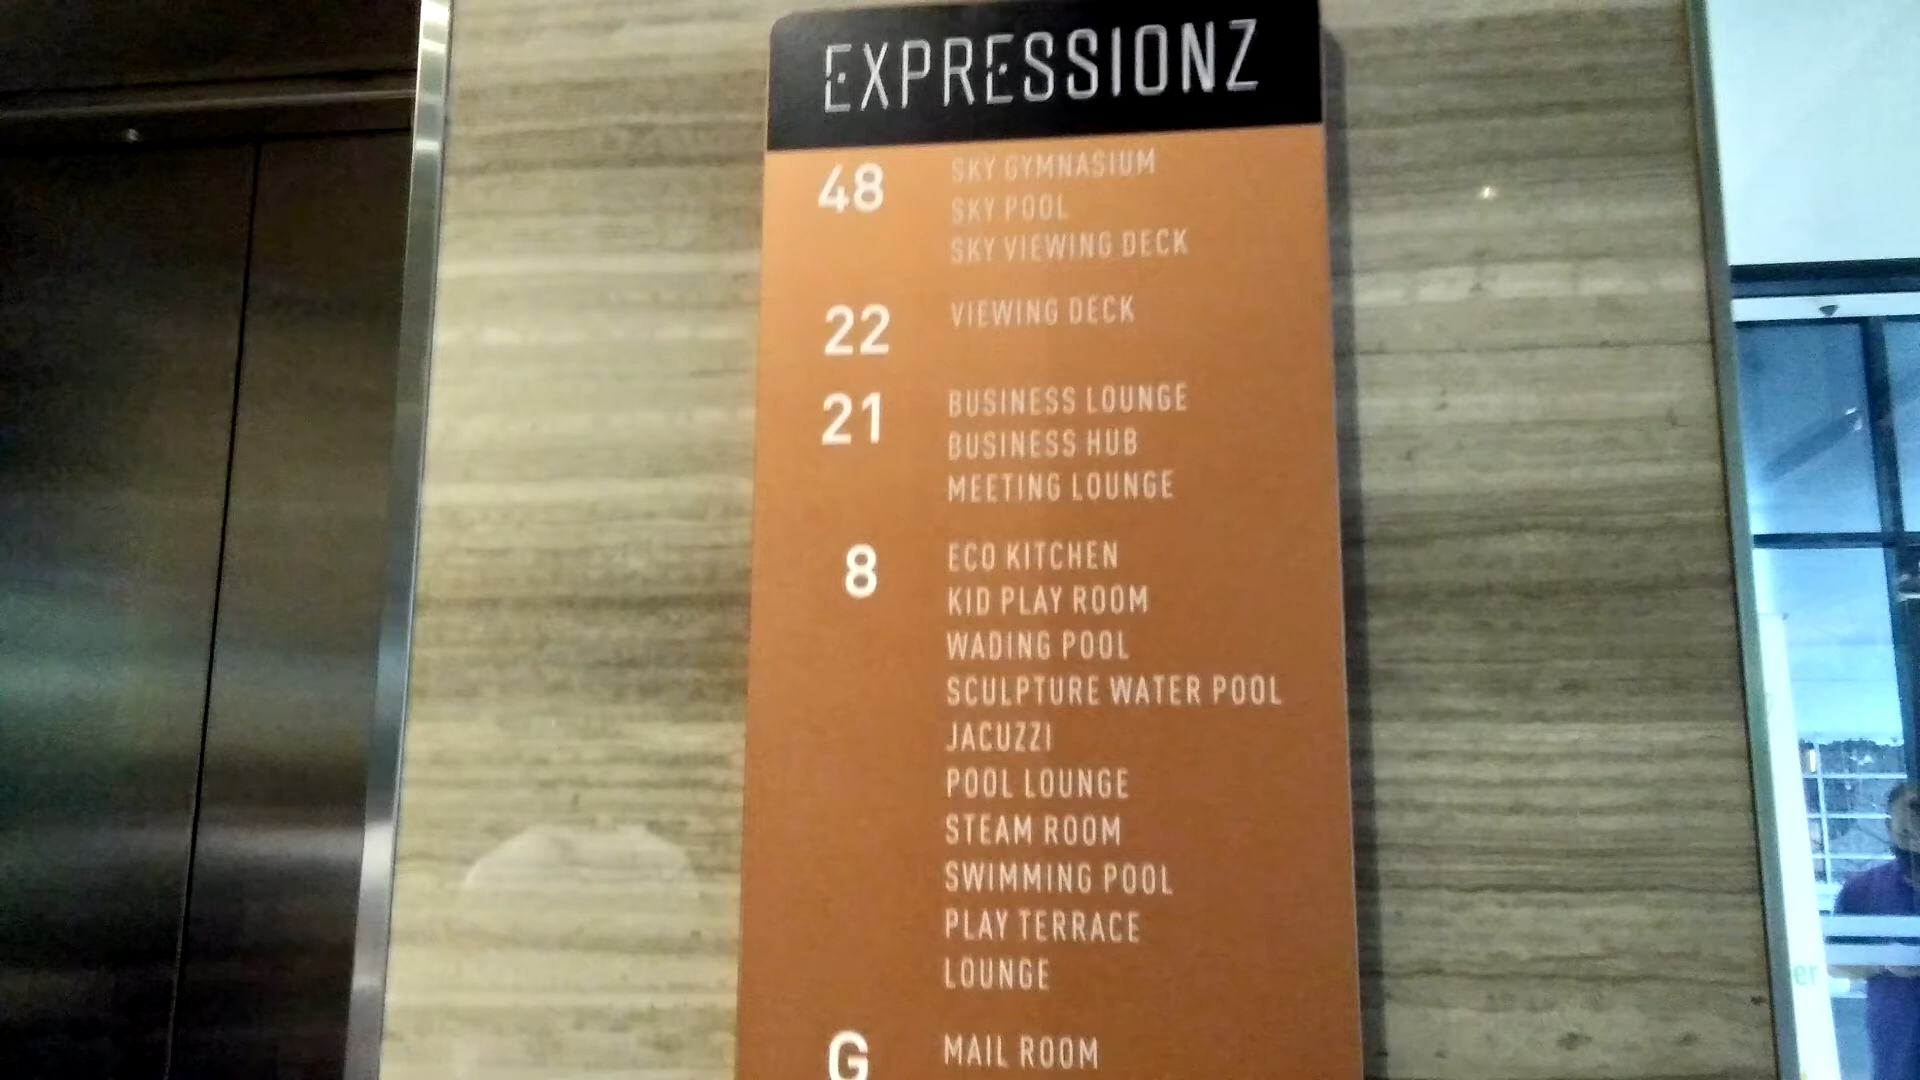 EXPRESSIONZ
48 SKY GYMNASIUM
SKY POOL
SKY VIEWING DECK
22 VIEWING DECK
21 BUSINESS LOUNGE
BUSINESS HUB
MEETING LOUNGE
8 ECO KITCHEN
KID PLAY ROOM
WADING POOL
SCULPTURE WATER POOL
JACUZZI
POOL LOUNGE
STEAM ROOM
SWIMMING POOL
PLAY TERRACE
LOUNGE
G MAIL ROOM